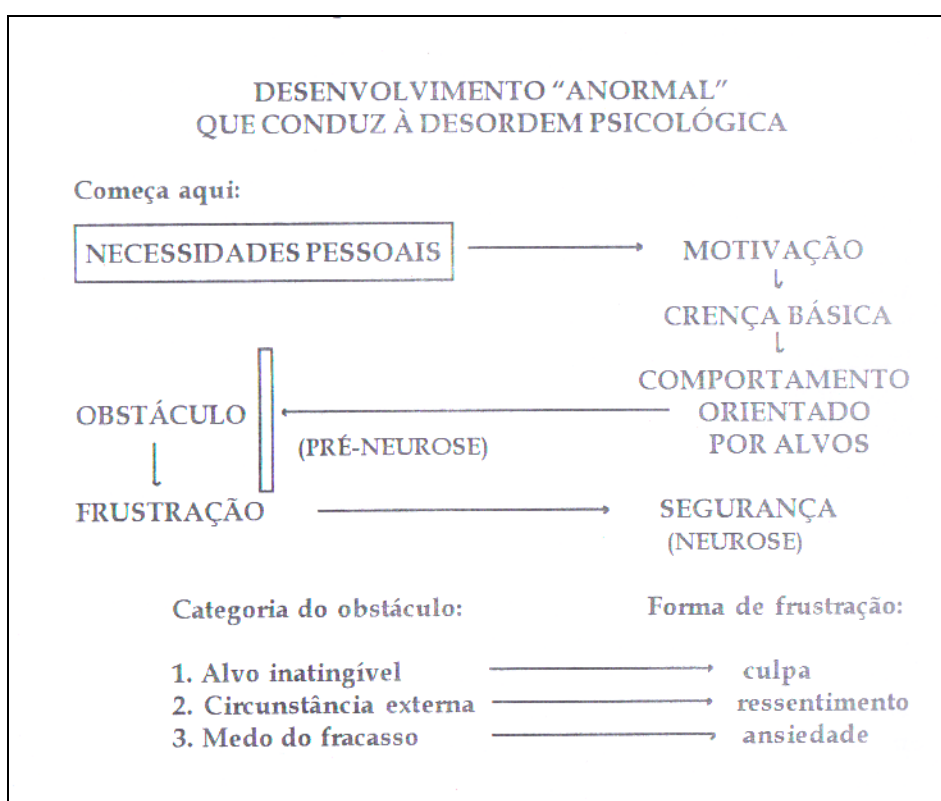 DESENVOLVIMENTO “ANORMAL”
QUE CONDUZ À DESORDEM PSICOLÓGICA
Começa aqui:
NECESSIDADES PESSOAIS
MOTIVAÇÃO
CRENÇA BÁSICA
COMPORTAMENTO
ORIENTADO
POR ALVOS
OBSTÁCULO
(PRÉ-NEUROSE)
FRUSTRAÇÃO
SEGURANÇA
(NEUROSE)
Categoria do obstáculo: Forma de frustração:
1. Alvo inatingível culpa
2. Circunstância externa ressentimento
3. Medo do fracasso ansiedade